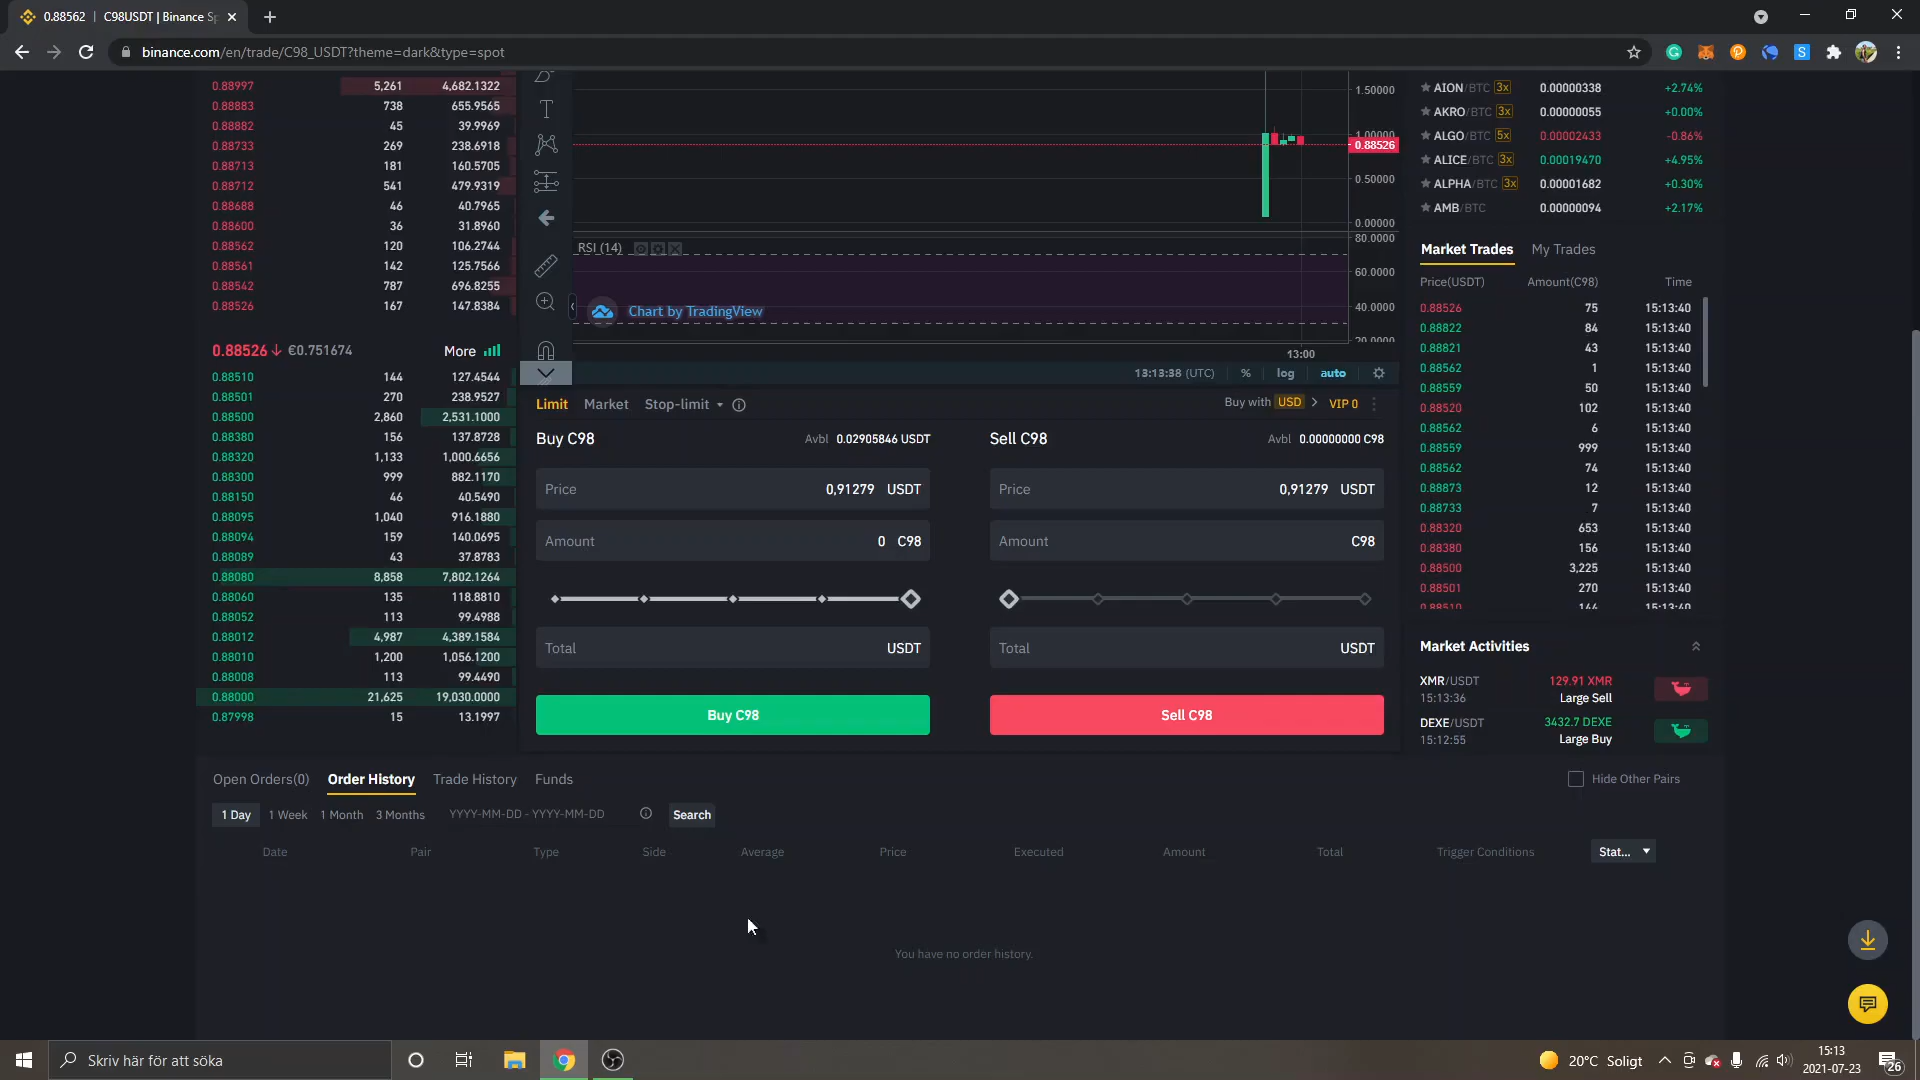 0.88562 | C98USDT | Binance Sp
binance.com/en/trade/C98_USDT?theme=dark&type=spot
0.88997 5,261 4,682.1322
0.88883 738 655.9565
0.88882 45 39.9969
0.88733 269 238.6918
0.88713 181 160.5705
0.88712 541 479.9319
0.88688 46 40.7965
0.88600 36 31.8960
0.88562 120 106.2744
0.88561 142 125.7566
0.88542 787 696.8255
0.88526 167 147.8384
0.88526 €0.751674 More
0.88510 144 127.4544
0.88501 270 238.9527
0.88500 2,860 2,531.1000
0.88380 156 137.8728
0.88320 1,133 1,000.6656
0.88300 999 882.1170
0.88150 46 40.5490
0.88095 1,040 916.1880
0.88094 159 140.0695
0.88089 43 37.8783
0.88080 8,858 7,802.1264
0.88060 135 118.8810
0.88052 113 99.4988
0.88012 4,987 4,389.1584
0.88010 1,200 1,056.1200
0.88008 113 99.4490
0.88000 21,625 19,030.0000
0.87998 15 13.1997
1.50000
1.00000
0.88526
0.50000
0.00000
RSI (14)
80.0000
60.0000
40.0000
20.0000
Chart by TradingView
13:00
13:13:38 (UTC) % log auto
Limit Market Stop-limit
Buy with USD > VIP 0
Buy C98 Avbl 0.02905846 USDT
Price 0,91279 USDT
Amount 0 C98
Total USDT
Buy C98
Sell C98 Avbl 0.00000000 C98
Price 0,91279 USDT
Amount C98
Total USDT
Sell C98
AION/BTC 3x 0.00000338 +2.74%
AKRO/BTC 3x 0.00000055 +0.00%
ALGO/BTC 5x 0.00002433 -0.86%
ALICE/BTC 3x 0.00019470 +4.95%
ALPHA/BTC 3x 0.00001682 +0.30%
AMB/BTC 0.00000094 +2.17%
Market Trades My Trades
Price(USDT) Amount(C98) Time
0.88526 75 15:13:40
0.88822 84 15:13:40
0.88821 43 15:13:40
0.88562 1 15:13:40
0.88559 50 15:13:40
0.88520 102 15:13:40
0.88562 6 15:13:40
0.88559 999 15:13:40
0.88562 74 15:13:40
0.88873 12 15:13:40
0.88733 7 15:13:40
0.88320 653 15:13:40
0.88380 156 15:13:40
0.88500 3,225 15:13:40
0.88501 270 15:13:40
0.88510 144 15:13:40
Market Activities
XMR/USDT 129.91 XMR
15:13:36 Large Sell
DEXE/USDT 3432.7 DEXE
15:12:55 Large Buy
Open Orders(0) Order History Trade History Funds Hide Other Pairs
1 Day 1 Week 1 Month 3 Months YYYY-MM-DD - YYYY-MM-DD Search
Date Pair Type Side Average Price Executed Amount Total Trigger Conditions Stat...
You have no order history.
Skriv här för att söka
20°C Soligt
15:13
2021-07-23
26